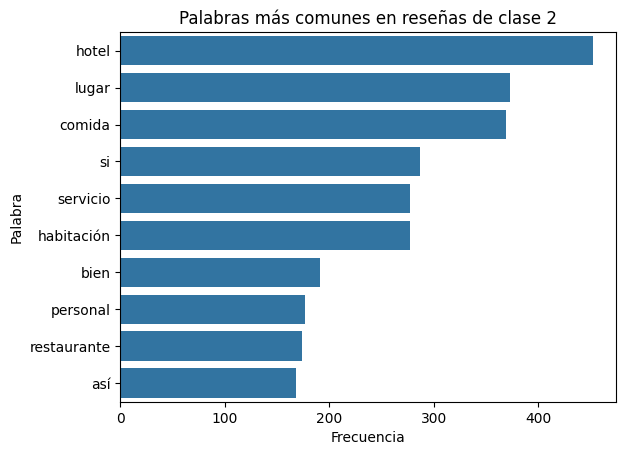 Palabras más comunes en reseñas de clase 2
hotel
lugar
comida
si
servicio
habitación
bien
personal
restaurante
así
Palabra
0 100 200 300 400
Frecuencia